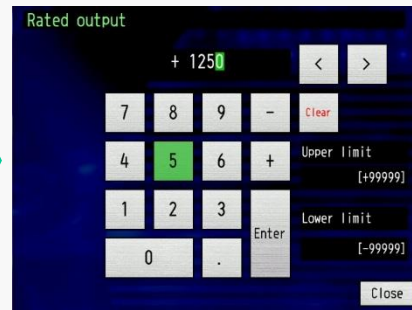 Rated output
+ 1250
< >
7 8 9 - Clear
4 5 6 + Upper limit
[+99999]
1 2 3 Enter Lower limit
[-99999]
0 .
Close